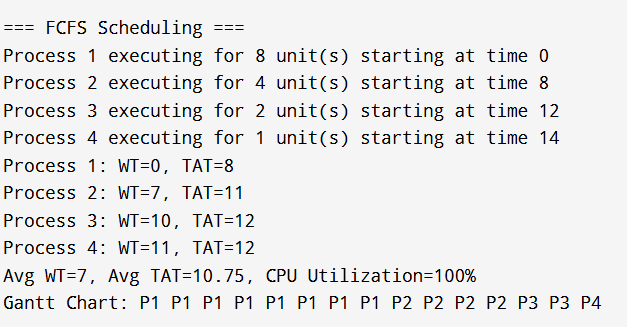 === FCFS Scheduling ===
Process 1 executing for 8 unit(s) starting at time 0
Process 2 executing for 4 unit(s) starting at time 8
Process 3 executing for 2 unit(s) starting at time 12
Process 4 executing for 1 unit(s) starting at time 14
Process 1: WT=0, TAT=8
Process 2: WT=7, TAT=11
Process 3: WT=10, TAT=12
Process 4: WT=11, TAT=12
Avg WT=7, Avg TAT=10.75, CPU Utilization=100%
Gantt Chart: P1 P1 P1 P1 P1 P1 P1 P1 P2 P2 P2 P2 P3 P3 P4